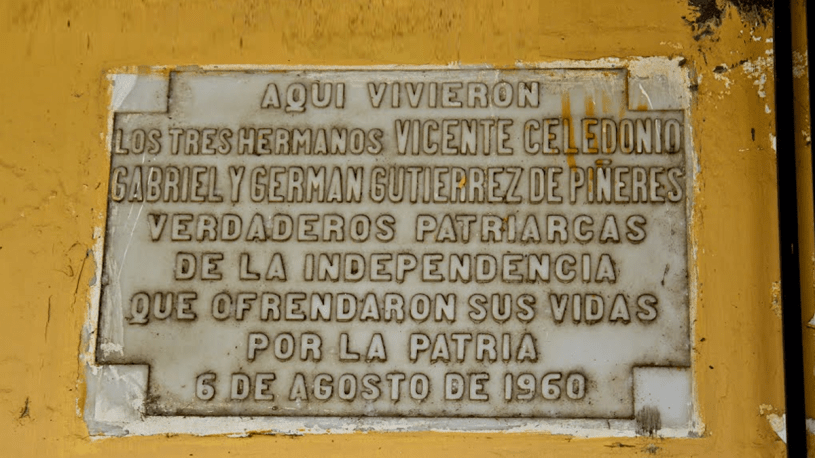 AQUI VIVIERON
LOS TRES HERMANOS VICENTE CELEDONIO
GABRIEL Y GERMAN GUTIERREZ DE PIÑERES
VERDADEROS PATRIARCAS
DE LA INDEPENDENCIA
QUE OFRENDARON SUS VIDAS
POR LA PATRIA
6 DE AGOSTO DE 1960